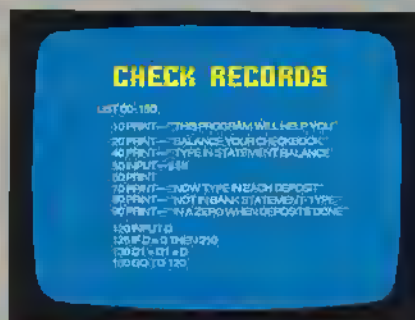 CHECK RECORDS
LIST 00-150
10 PRINT— "THIS PROGRAM WILL HELP YOU"
20 PRINT— "BALANCE YOUR CHECKBOOK"
40 PRINT— "TYPE IN STATEMENT BALANCE"
50 INPUT—
60 PRINT
70 PRINT— "NOW TYPE IN EACH DEPOSIT"
80 PRINT— "NOT IN BANK STATEMENT-TYPE"
90 PRINT— "IN A ZERO WHEN DEPOSIT IS DONE"
120 INPUT D
125 IF D = 0 THEN 210
130 D1 = D1 + D
150 GO TO 120